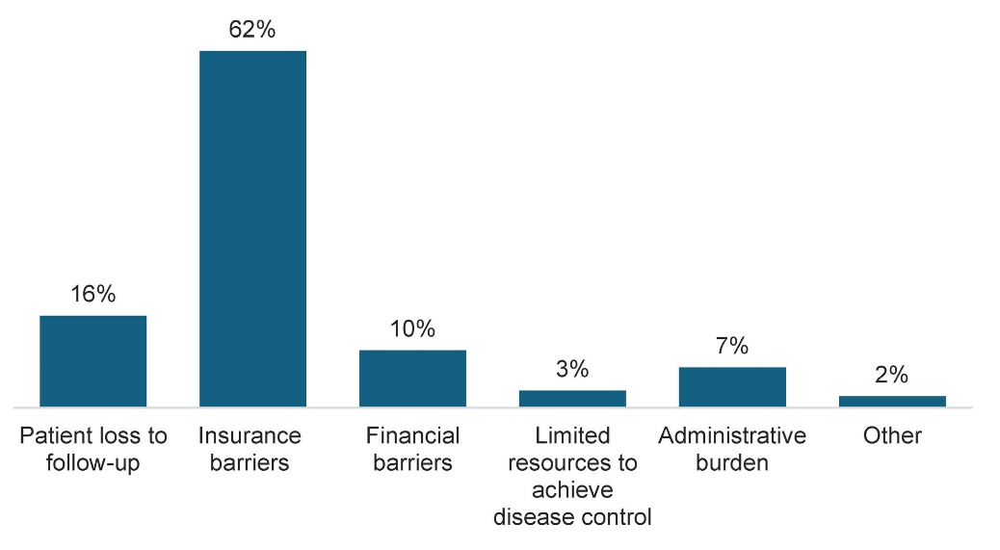 62%
16%
10%
7%
3%
2%
Patient loss to
follow-up
Insurance
barriers
Financial
barriers
Limited
resources to
achieve
disease control
Administrative
burden
Other